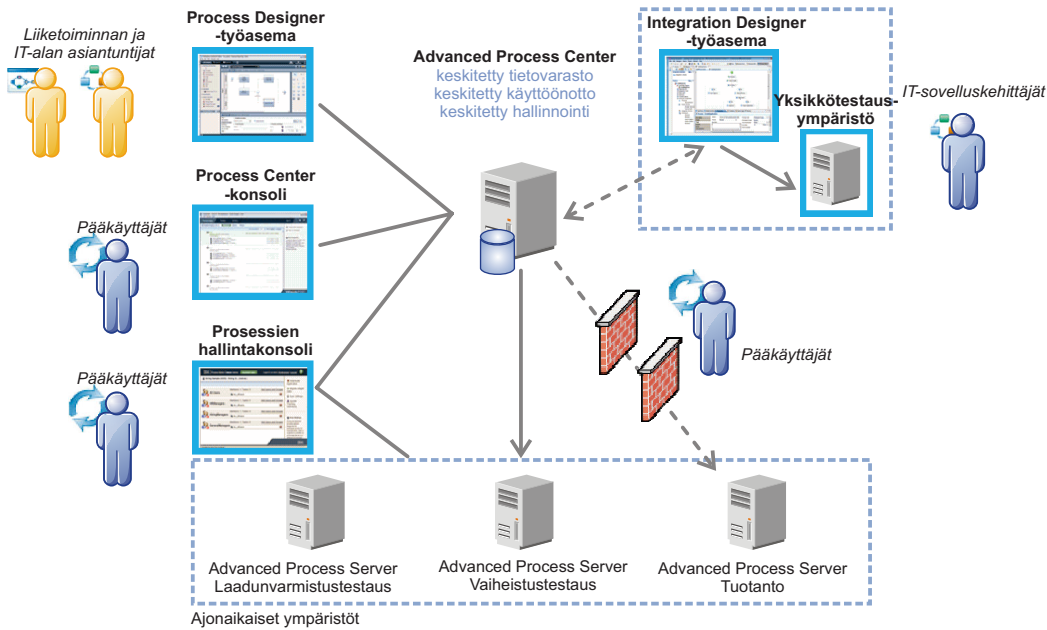 Liiketoiminnan ja
IT-alan asiantuntijat
Process Designer
-työasema
Advanced Process Center
keskitetty tietovarasto
keskitetty käyttöönotto
keskitetty hallinnointi
Integration Designer
-työasema
Yksikkötestaus-
ympäristö
IT-sovelluskehittäjät
Process Center
-konsoli
Pääkäyttäjät
Prosessien
hallintakonsoli
Pääkäyttäjät
Pääkäyttäjät
Advanced Process Server
Laadunvarmistustestaus
Advanced Process Server
Vaiheistustestaus
Advanced Process Server
Tuotanto
Ajonaikaiset ympäristöt